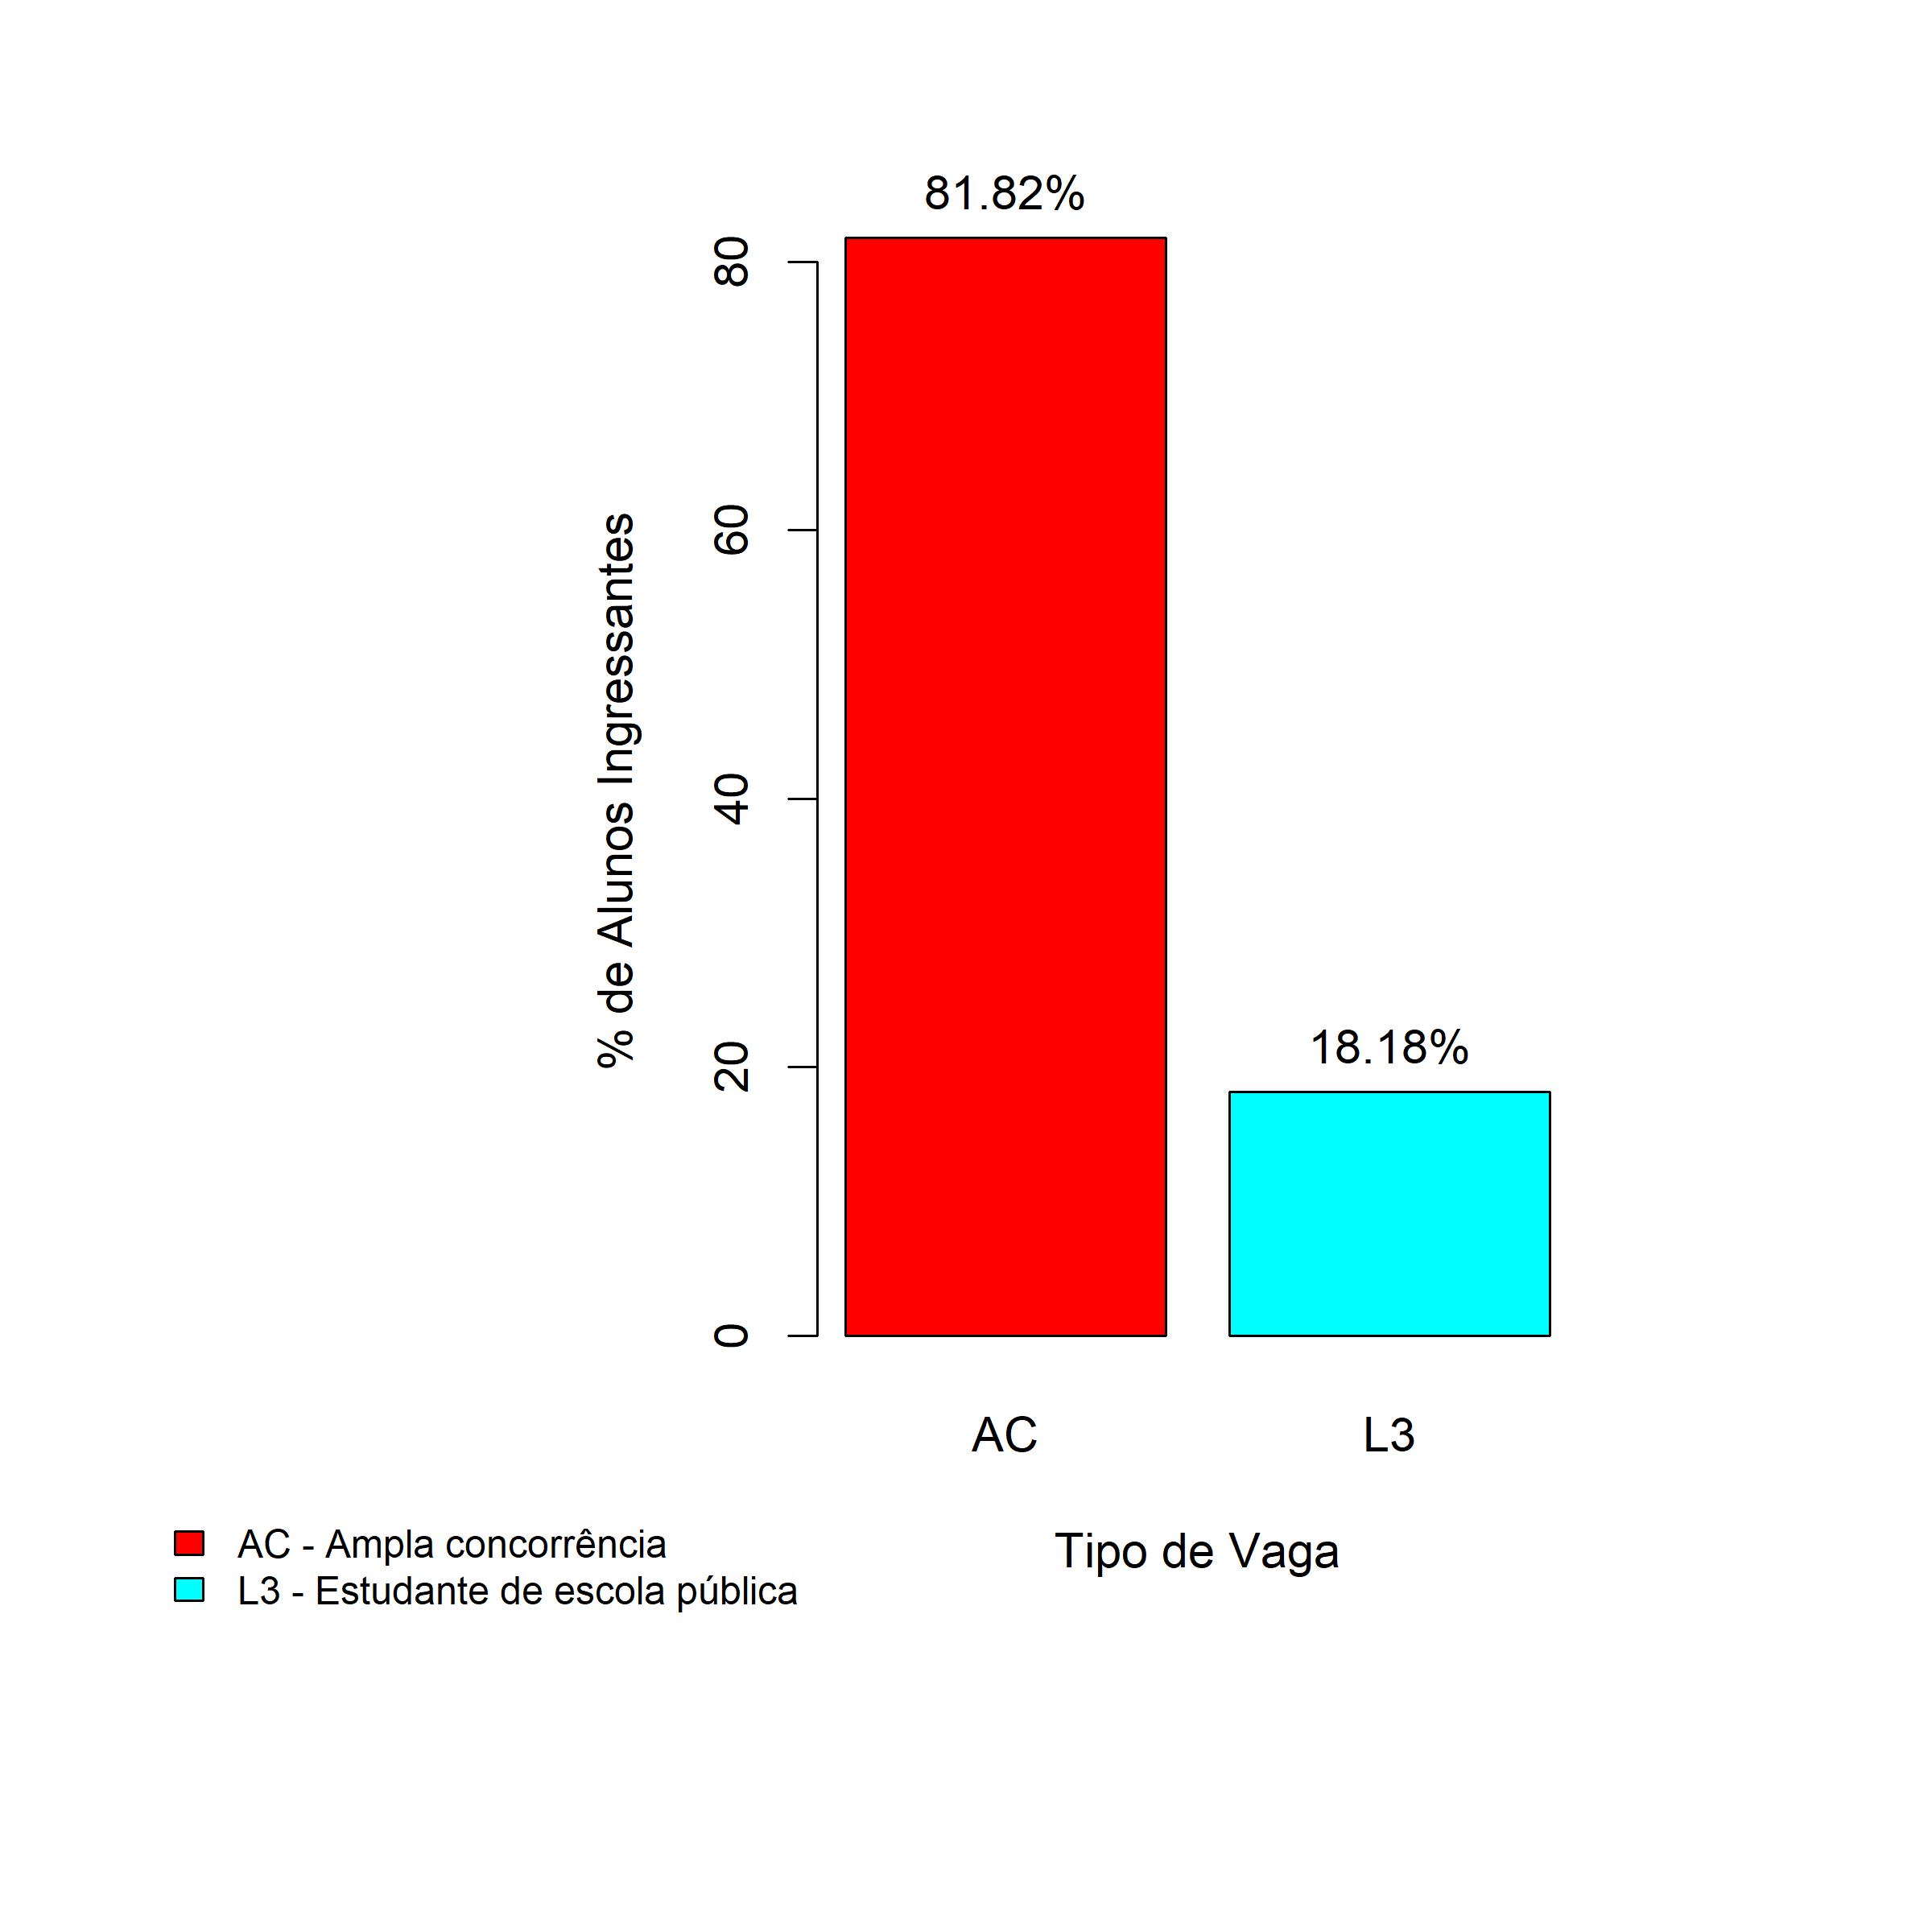 81.82%
80
60
40
20
0
% de Alunos Ingressantes
18.18%
AC
L3
Tipo de Vaga
AC - Ampla concorrência
L3 - Estudante de escola pública